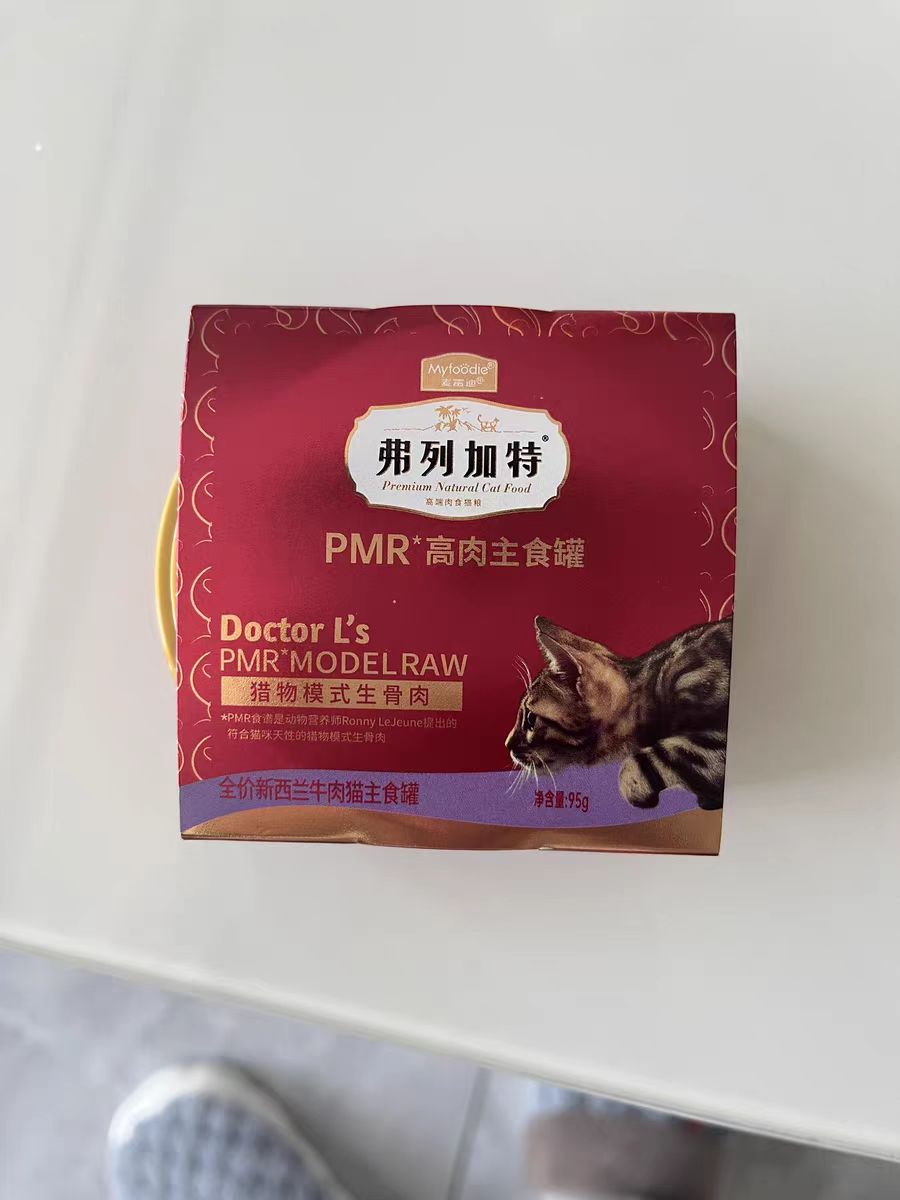 Myfoodie®
麦富迪®
弗列加特®
Premium Natural Cat Food
高端肉食猫粮
PMR*高肉主食罐
Doctor L's
PMR*MODELRAW
猎物模式生骨肉
*PMR食谱是动物营养师Ronny LeJeune提出的
符合猫咪天性的猎物模式生骨肉
全价新西兰牛肉猫主食罐
净含量:95g